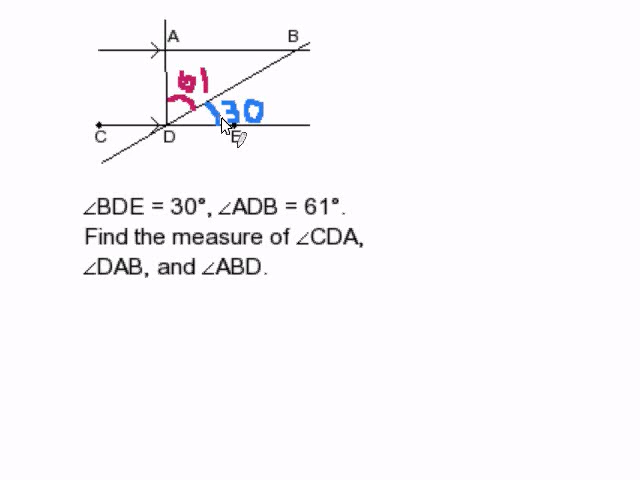 A
B
61
30
C
D
E
∠BDE = 30°, ∠ADB = 61°.
Find the measure of ∠CDA,
∠DAB, and ∠ABD.